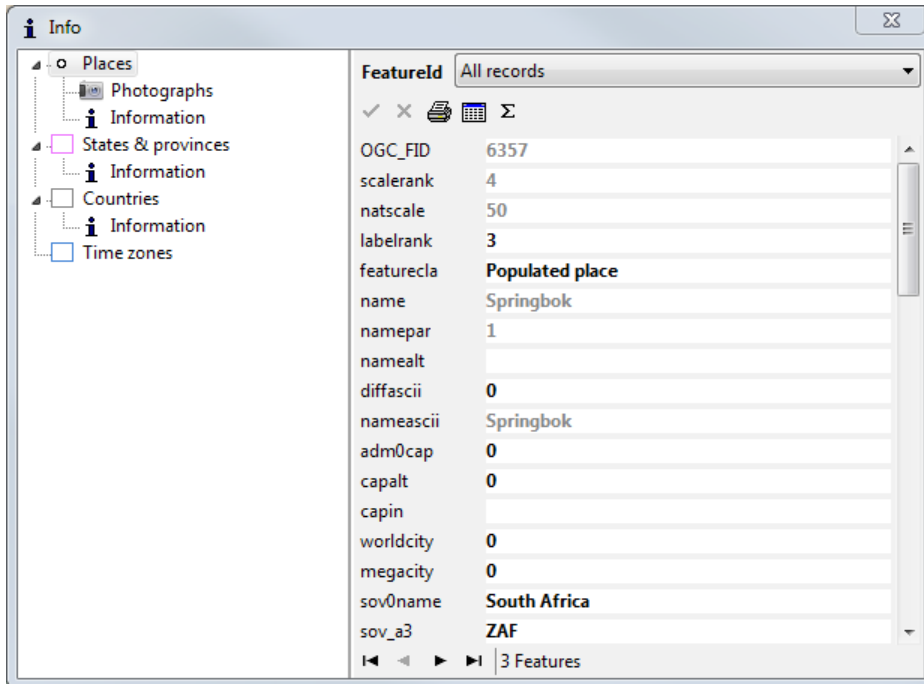 Info
Places
Photographs
Information
States & provinces
Information
Countries
Information
Time zones
FeatureId All records
Σ
OGC_FID 6357
scalerank 4
natscale 50
labelrank 3
featurecla Populated place
name Springbok
namepar 1
namealt
diffascii 0
nameascii Springbok
adm0cap 0
capalt 0
capin
worldcity 0
megacity 0
sov0name South Africa
sov_a3 ZAF
3 Features